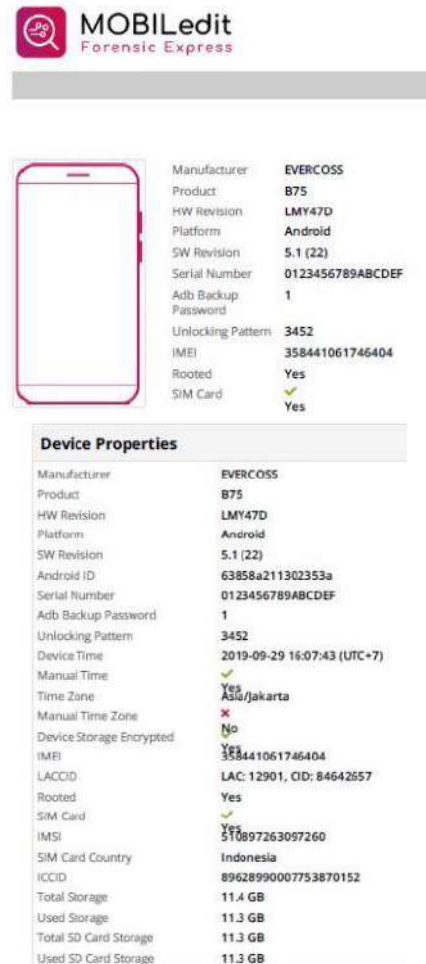 MOBILedit
Forensic Express
Manufacturer EVERCOSS
Product B75
HW Revision LMY47D
Platform Android
SW Revision 5.1 (22)
Serial Number 0123456789ABCDEF
Adb Backup Password 1
Unlocking Pattern 3452
IMEI 358441061746404
Rooted Yes
SIM Card Yes
Device Properties
Manufacturer EVERCOSS
Product B75
HW Revision LMY47D
Platform Android
SW Revision 5.1 (22)
Android ID 63858a211302353a
Serial Number 0123456789ABCDEF
Adb Backup Password 1
Unlocking Pattern 3452
Device Time 2019-09-29 16:07:43 (UTC+7)
Manual Time Yes
Time Zone Asia/Jakarta
Manual Time Zone No
Device Storage Encrypted Yes
IMEI 358441061746404
LACCID LAC: 12901, CID: 84642657
Rooted Yes
SIM Card Yes
IMSI 510897263097260
SIM Card Country Indonesia
ICCID 89628990007753870152
Total Storage 11.4 GB
Used Storage 11.3 GB
Total SD Card Storage 11.3 GB
Used SD Card Storage 11.3 GB